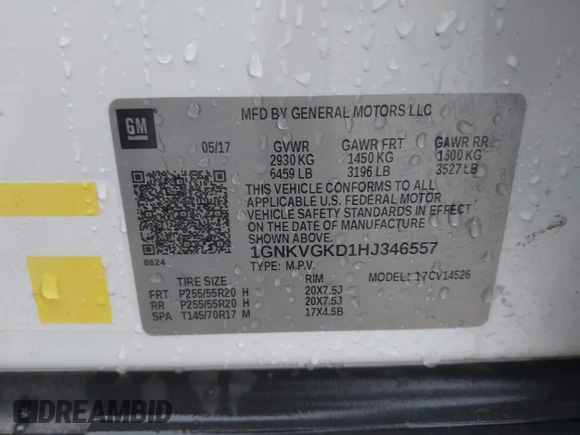 MFD BY GENERAL MOTORS LLC
GM
05/17 GVWR GAWR FRT GAWR RR
2930 KG 1450 KG 1600 KG
6459 LB 3196 LB 3527 LB
THIS VEHICLE CONFORMS TO ALL
APPLICABLE U.S. FEDERAL MOTOR
VEHICLE SAFETY STANDARDS IN EFFECT
ON THE DATE OF MANUFACTURE
SHOWN ABOVE.
8624
1GNKVGKD1HJ346557
TYPE: M.P.V. MODEL: 17CV14526
TIRE SIZE RIM
FRT P255/55R20 H 20X7.5J
RR P255/55R20 H 20X7.5J
SPA T145/70R17 M 17X4.5B
DREAMBID